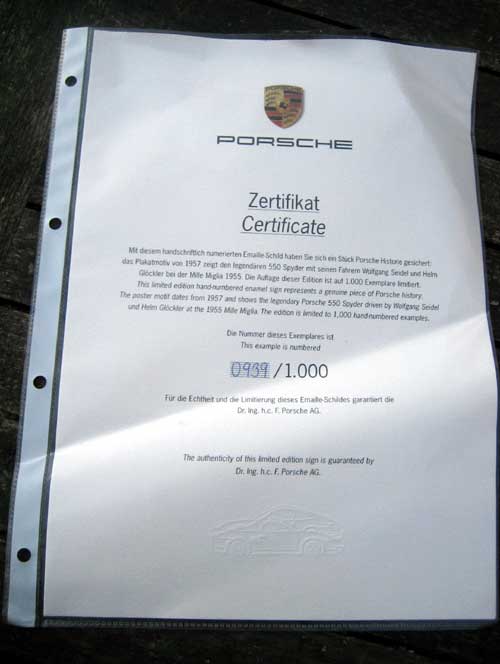 PORSCHE
Zertifikat
Certificate
Mit diesem handschriftlich numerierten Emaille-Schild haben Sie sich ein Stück Porsche Historie gesichert:
das Plakatmotiv von 1957 zeigt den legendären 550 Spyder mit seinen Fahrern Wolfgang Seidel und Helm
Glöckler bei der Mille Miglia 1955. Die Auflage dieser Edition ist auf 1.000 Exemplare limitiert.
This limited edition hand-numbered enamel sign represents a genuine piece of Porsche history.
The poster motif dates from 1957 and shows the legendary Porsche 550 Spyder driven by Wolfgang Seidel
und Helm Glöckler at the 1955 Mille Miglia. The edition is limited to 1,000 hand-numbered examples.
Die Nummer dieses Exemplares ist
This example is numbered
0939/1.000
Für die Echtheit und die Limitierung dieses Emaille-Schildes garantiert die
Dr. Ing. h.c. F. Porsche AG.
The authenticity of this limited edition sign is guaranteed by
Dr. Ing. h.c. F. Porsche AG.